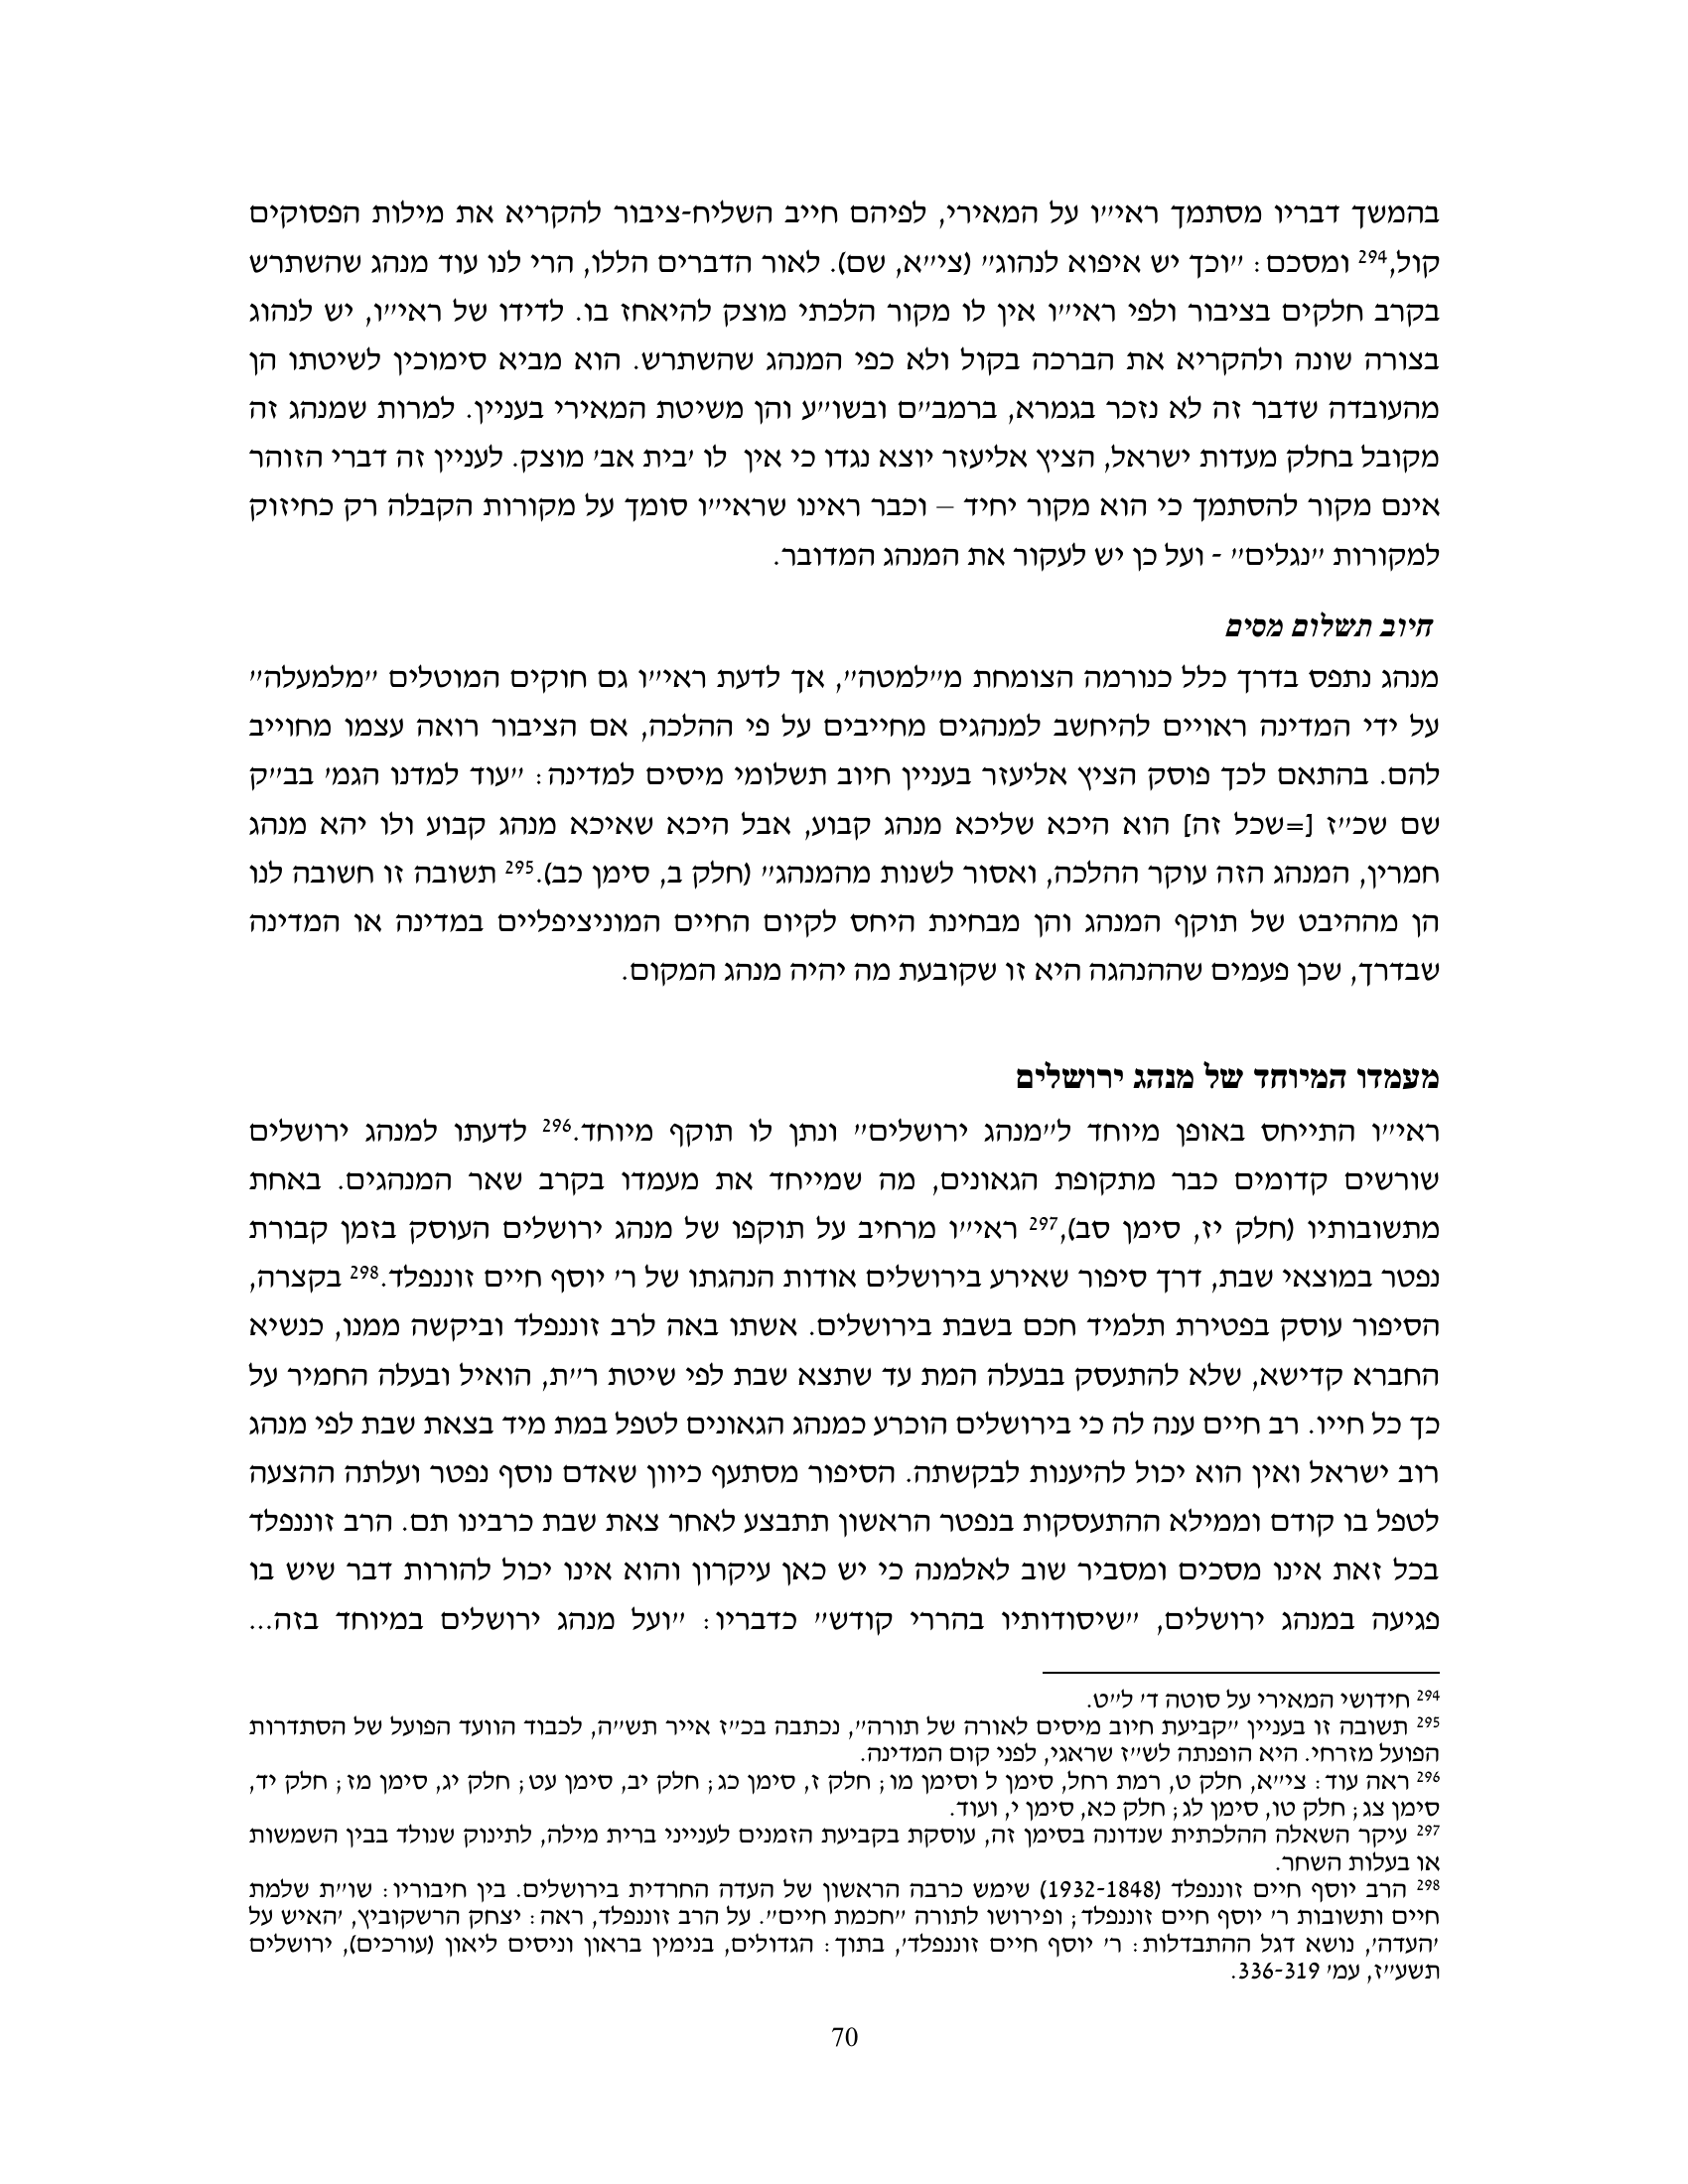 בהמשך דבריו מסתמך ראי״ו על המאירי, לפיהם חייב השליח-ציבור להקריא את מילות הפסוקים
קול,294 ומסכם: ״וכך יש איפוא לנהוג״ (צי״א, שם). לאור הדברים הללו, הרי לנו עוד מנהג שהשתרש
בקרב חלקים בציבור ולפי ראי״ו אין לו מקור הלכתי מוצק להיאחז בו. לדידו של ראי״ו, יש לנהוג
בצורה שונה ולהקריא את הברכה בקול ולא כפי המנהג שהשתרש. הוא מביא סימוכין לשיטתו הן
מהעובדה שדבר זה לא נזכר בגמרא, ברמב״ם ובשו״ע והן משיטת המאירי בעניין. למרות שמנהג זה
מקובל בחלק מעדות ישראל, הציץ אליעזר יוצא נגדו כי אין לו ׳בית אב׳ מוצק. לעניין זה דברי הזוהר
אינם מקור להסתמך כי הוא מקור יחיד – וכבר ראינו שראי״ו סומך על מקורות הקבלה רק כחיזוק
למקורות ״נגלים״ - ועל כן יש לעקור את המנהג המדובר.
חיוב תשלום מסים
מנהג נתפס בדרך כלל כנורמה הצומחת מ״למטה״, אך לדעת ראי״ו גם חוקים המוטלים ״מלמעלה״
על ידי המדינה ראויים להיחשב למנהגים מחייבים על פי ההלכה, אם הציבור רואה עצמו מחוייב
להם. בהתאם לכך פוסק הציץ אליעזר בעניין חיוב תשלומי מיסים למדינה: ״עוד למדנו הגמ׳ בב״ק
שם שכ״ז [=שכל זה] הוא היכא שליכא מנהג קבוע, אבל היכא שאיכא מנהג קבוע ולו יהא מנהג
חמרין, המנהג הזה עוקר ההלכה, ואסור לשנות מהמנהג״ (חלק ב, סימן כב).295 תשובה זו חשובה לנו
הן מההיבט של תוקף המנהג והן מבחינת היחס לקיום החיים המוניציפליים במדינה או המדינה
שבדרך, שכן פעמים שההנהגה היא זו שקובעת מה יהיה מנהג המקום.
מעמדו המיוחד של מנהג ירושלים
ראי״ו התייחס באופן מיוחד ל״מנהג ירושלים״ ונתן לו תוקף מיוחד.296 לדעתו למנהג ירושלים
שורשים קדומים כבר מתקופת הגאונים, מה שמייחד את מעמדו בקרב שאר המנהגים. באחת
מתשובותיו (חלק יז, סימן סב),297 ראי״ו מרחיב על תוקפו של מנהג ירושלים העוסק בזמן קבורת
נפטר במוצאי שבת, דרך סיפור שאירע בירושלים אודות הנהגתו של ר׳ יוסף חיים זוננפלד.298 בקצרה,
הסיפור עוסק בפטירת תלמיד חכם בשבת בירושלים. אשתו באה לרב זוננפלד וביקשה ממנו, כנשיא
החברא קדישא, שלא להתעסק בבעלה המת עד שתצא שבת לפי שיטת ר״ת, הואיל ובעלה החמיר על
כך כל חייו. רב חיים ענה לה כי בירושלים הוכרע כמנהג הגאונים לטפל במת מיד בצאת שבת לפי מנהג
רוב ישראל ואין הוא יכול להיענות לבקשתה. הסיפור מסתעף כיוון שאדם נוסף נפטר ועלתה ההצעה
לטפל בו קודם וממילא ההתעסקות בנפטר הראשון תתבצע לאחר צאת שבת כרבינו תם. הרב זוננפלד
בכל זאת אינו מסכים ומסביר שוב לאלמנה כי יש כאן עיקרון והוא אינו יכול להורות דבר שיש בו
פגיעה במנהג ירושלים, ״שיסודותיו בהררי קודש״ כדבריו: ״ועל מנהג ירושלים במיוחד בזה...
294 חידושי המאירי על סוטה ד׳ ל״ט.
295 תשובה זו בעניין ״קביעת חיוב מיסים לאורה של תורה״, נכתבה בכ״ז אייר תש״ה, לכבוד הוועד הפועל של הסתדרות
הפועל מזרחי. היא הופנתה לש״ז שראגי, לפני קום המדינה.
296 ראה עוד: צי״א, חלק ט, רמת רחל, סימן ל וסימן מו; חלק ז, סימן כג; חלק יב, סימן עט; חלק יג, סימן מז; חלק יד,
סימן צג; חלק טו, סימן לג; חלק כא, סימן י, ועוד.
297 עיקר השאלה ההלכתית שנדונה בסימן זה, עוסקת בקביעת הזמנים לענייני ברית מילה, לתינוק שנולד בבין השמשות
או בעלות השחר.
298 הרב יוסף חיים זוננפלד (1932-1848) שימש כרבה הראשון של העדה החרדית בירושלים. בין חיבוריו: שו״ת שלמת
חיים ותשובות ר׳ יוסף חיים זוננפלד; ופירושו לתורה ״חכמת חיים״. על הרב זוננפלד, ראה: יצחק הרשקוביץ, ׳האיש על
׳העדה׳, נושא דגל ההתבדלות: ר׳ יוסף חיים זוננפלד׳, בתוך: הגדולים, בנימין בראון וניסים ליאון (עורכים), ירושלים
תשע״ז, עמ׳ 336-319.
70